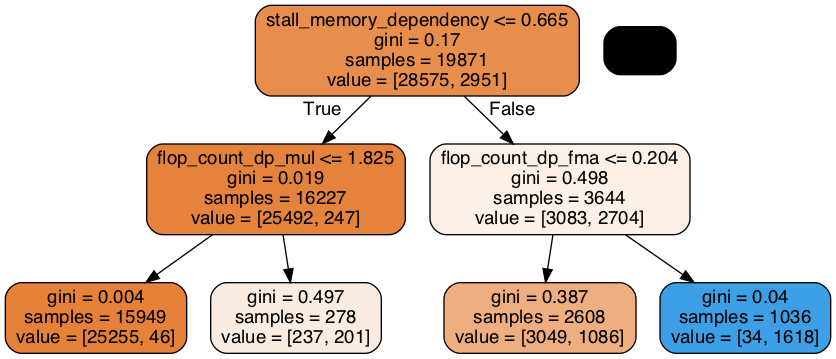 stall_memory_dependency <= 0.665
gini = 0.17
samples = 19871
value = [28575, 2951]
True
False
flop_count_dp_mul <= 1.825
gini = 0.019
samples = 16227
value = [25492, 247]
flop_count_dp_fma <= 0.204
gini = 0.498
samples = 3644
value = [3083, 2704]
gini = 0.004
samples = 15949
value = [25255, 46]
gini = 0.497
samples = 278
value = [237, 201]
gini = 0.387
samples = 2608
value = [3049, 1086]
gini = 0.04
samples = 1036
value = [34, 1618]